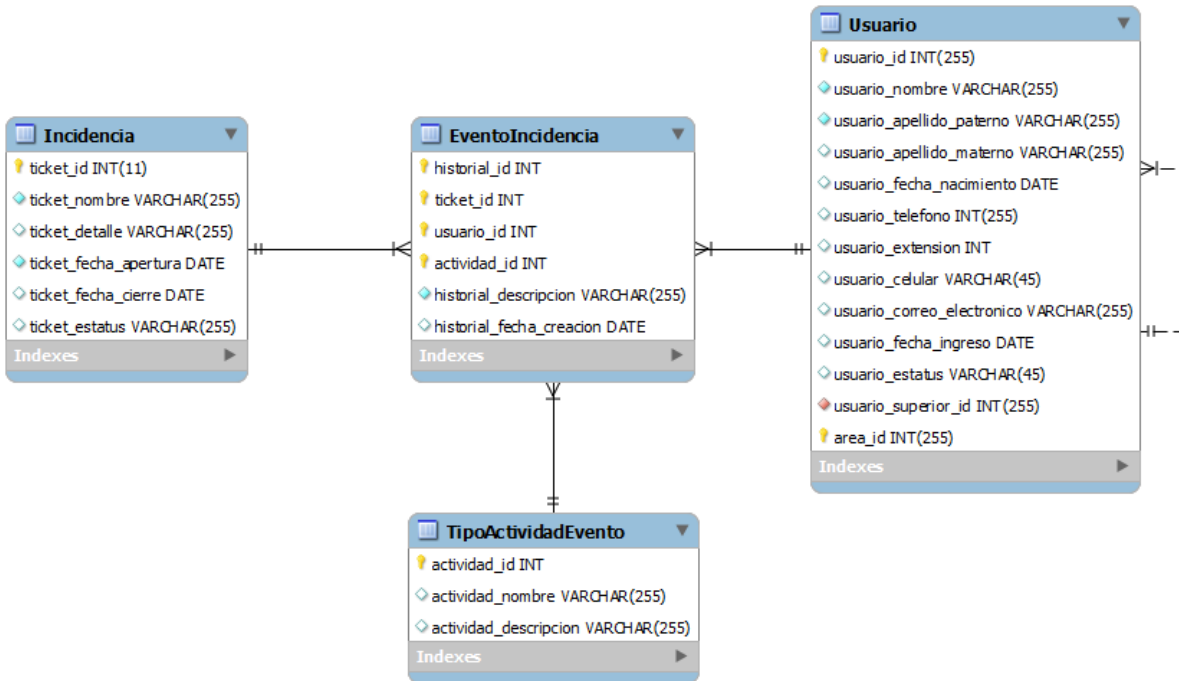 Incidencia
ticket_id INT(11)
ticket_nombre VARCHAR(255)
ticket_detalle VARCHAR(255)
ticket_fecha_apertura DATE
ticket_fecha_cierre DATE
ticket_estatus VARCHAR(255)
Indexes
EventoIncidencia
historial_id INT
ticket_id INT
usuario_id INT
actividad_id INT
historial_descripcion VARCHAR(255)
historial_fecha_creacion DATE
Indexes
Usuario
usuario_id INT(255)
usuario_nombre VARCHAR(255)
usuario_apellido_paterno VARCHAR(255)
usuario_apellido_materno VARCHAR(255)
usuario_fecha_nacimiento DATE
usuario_telefono INT(255)
usuario_extension INT
usuario_celular VARCHAR(45)
usuario_correo_electronico VARCHAR(255)
usuario_fecha_ingreso DATE
usuario_estatus VARCHAR(45)
usuario_superior_id INT(255)
area_id INT(255)
Indexes
TipoActividadEvento
actividad_id INT
actividad_nombre VARCHAR(255)
actividad_descripcion VARCHAR(255)
Indexes